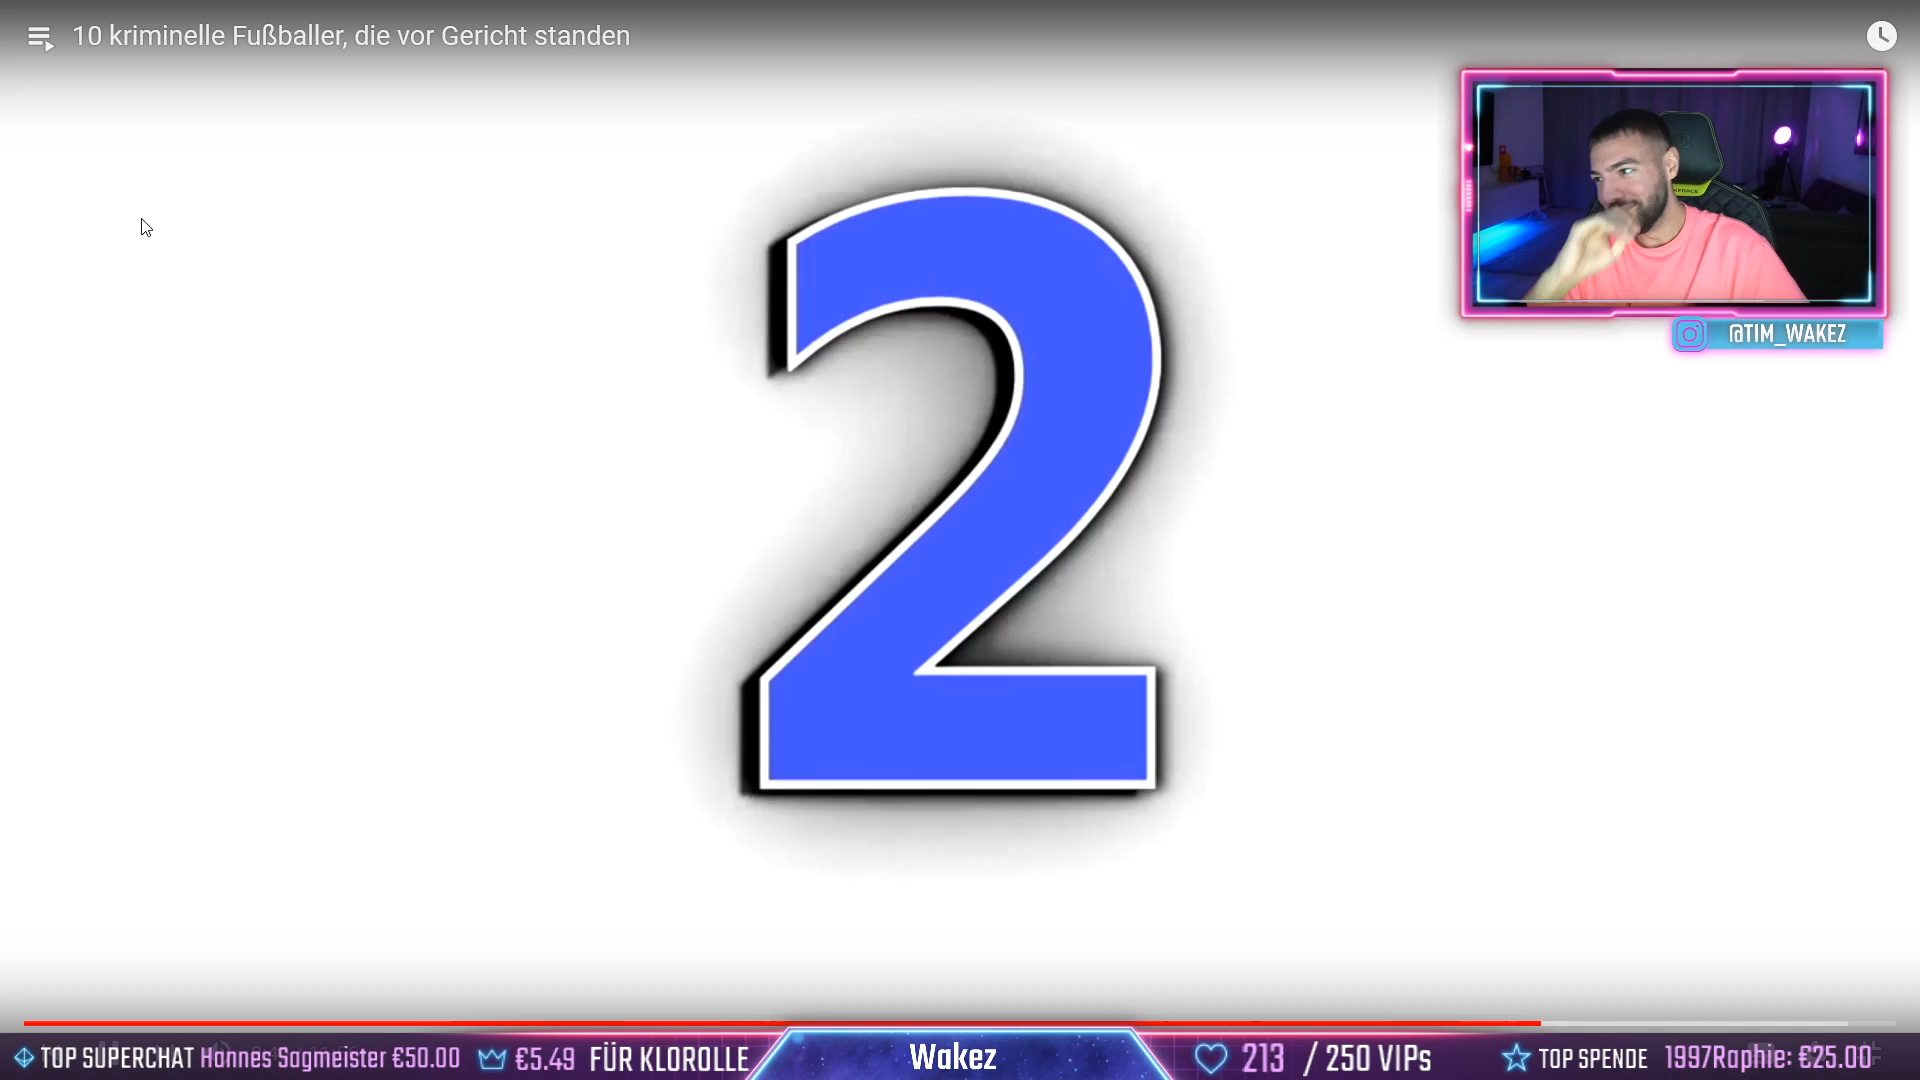 10 kriminelle Fußballer, die vor Gericht standen
2
@TIM_WAKEZ
TOP SUPERCHAT Hannes Sagmeister €50.00 €5.49 FÜR KLOROLLE Wakez 213 / 250 VIPs TOP SPENDE 1997Raphie: €25.00